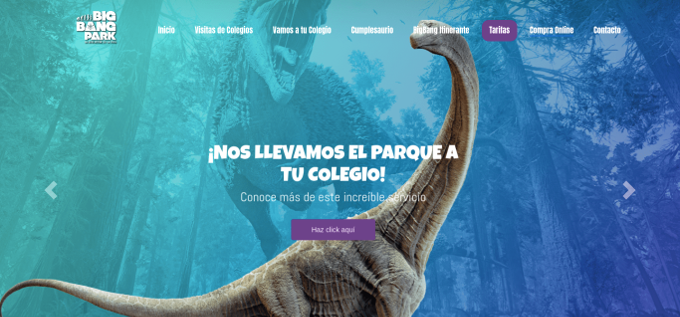 BIG
BANG
PARK
Inicio
Visitas de Colegios
Vamos a tu Colegio
Cumplesaurio
BigBang Itinerante
Tarifas
Compra Online
Contacto
¡NOS LLEVAMOS EL PARQUE A
TU COLEGIO!
Conoce más de este increíble servicio
Haz click aquí